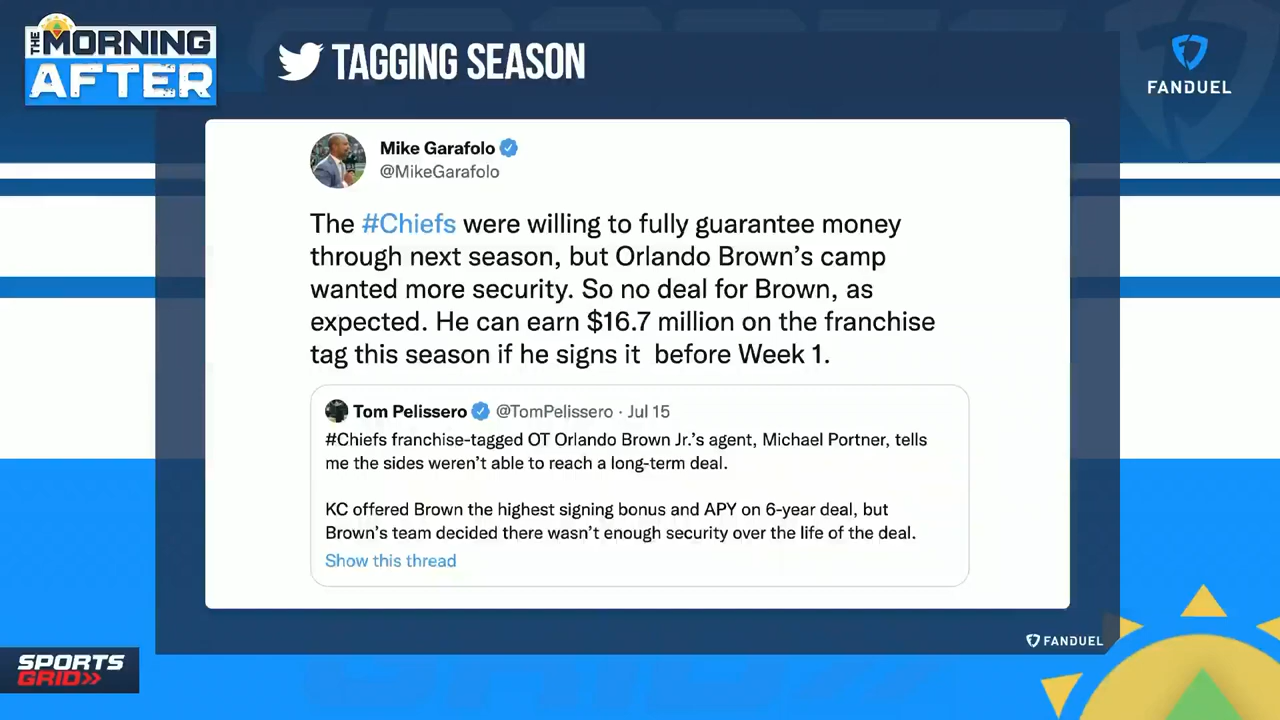 THE MORNING
AFTER
TAGGING SEASON
FANDUEL
Mike Garafolo
@MikeGarafolo
The #Chiefs were willing to fully guarantee money
through next season, but Orlando Brown’s camp
wanted more security. So no deal for Brown, as
expected. He can earn $16.7 million on the franchise
tag this season if he signs it  before Week 1.
Tom Pelissero @TomPelissero · Jul 15
#Chiefs franchise-tagged OT Orlando Brown Jr.’s agent, Michael Portner, tells
me the sides weren’t able to reach a long-term deal.
KC offered Brown the highest signing bonus and APY on 6-year deal, but
Brown’s team decided there wasn’t enough security over the life of the deal.
Show this thread
FANDUEL
SPORTS
GRID>>